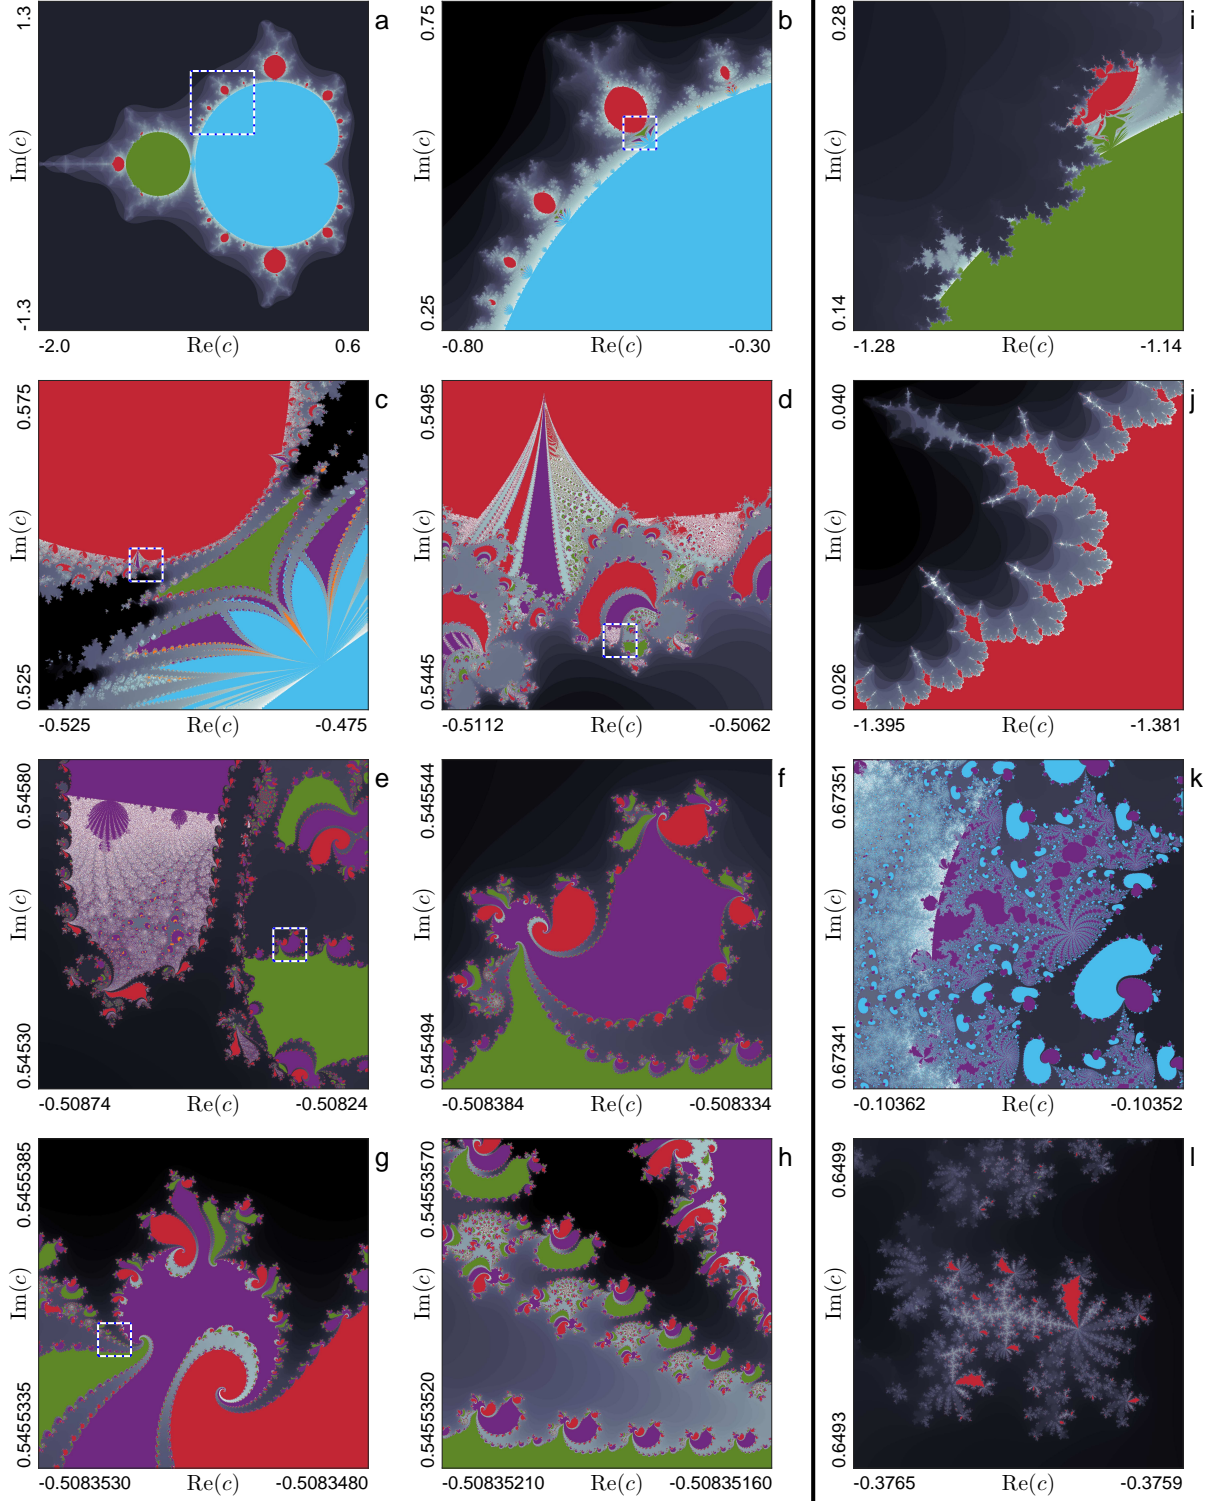 a
1.3
Im(c)
-1.3
-2.0
Re(c)
0.6
b
0.75
Im(c)
0.25
-0.80
Re(c)
-0.30
i
0.28
Im(c)
0.14
-1.28
Re(c)
-1.14
c
0.575
Im(c)
0.525
-0.525
Re(c)
-0.475
d
0.5495
Im(c)
0.5445
-0.5112
Re(c)
-0.5062
j
0.040
Im(c)
0.026
-1.395
Re(c)
-1.381
e
0.54580
Im(c)
0.54530
-0.50874
Re(c)
-0.50824
f
0.545544
Im(c)
0.545494
-0.508384
Re(c)
-0.508334
k
0.67351
Im(c)
0.67341
-0.10362
Re(c)
-0.10352
g
0.5455385
Im(c)
0.5455335
-0.5083530
Re(c)
-0.5083480
h
0.54553570
Im(c)
0.54553520
-0.50835210
Re(c)
-0.50835160
l
0.6499
Im(c)
0.6493
-0.3765
Re(c)
-0.3759